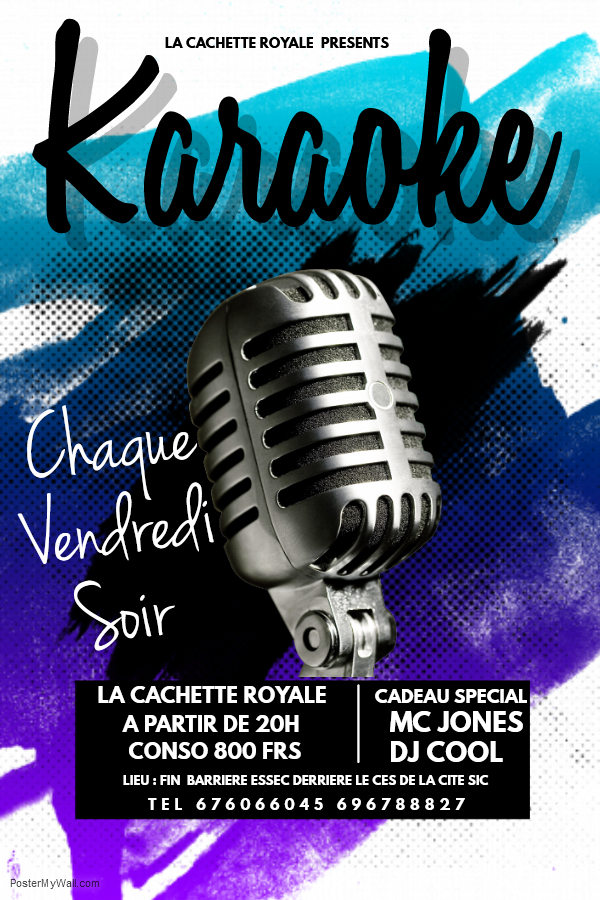 LA CACHETTE ROYALE PRESENTS
Karaoke
Chaque
Vendredi
Soir
LA CACHETTE ROYALE
A PARTIR DE 20H
CONSO 800 FRS
CADEAU SPECIAL
MC JONES
DJ COOL
LIEU : FIN BARRIERE ESSEC DERRIERE LE CES DE LA CITE SIC
TEL 676066045 696788827
PosterMyWall.com